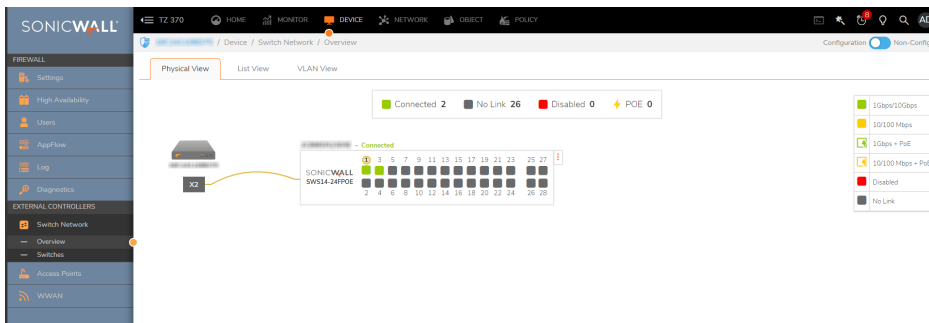 SONICWALL
TZ 370
HOME
MONITOR
DEVICE
NETWORK
OBJECT
POLICY
8
AD
/ Device / Switch Network / Overview
Configuration
Non-Config
FIREWALL
Settings
High Availability
Users
AppFlow
Log
Diagnostics
EXTERNAL CONTROLLERS
Switch Network
Overview
Switches
Access Points
WWAN
Physical View
List View
VLAN View
Connected 2
No Link 26
Disabled 0
POE 0
X2
- Connected
1 3 5 7 9 11 13 15 17 19 21 23 25 27
SONICWALL
SWS14-24FPOE
2 4 6 8 10 12 14 16 18 20 22 24 26 28
1Gbps/10Gbps
10/100 Mbps
1Gbps + PoE
10/100 Mbps + PoE
Disabled
No Link